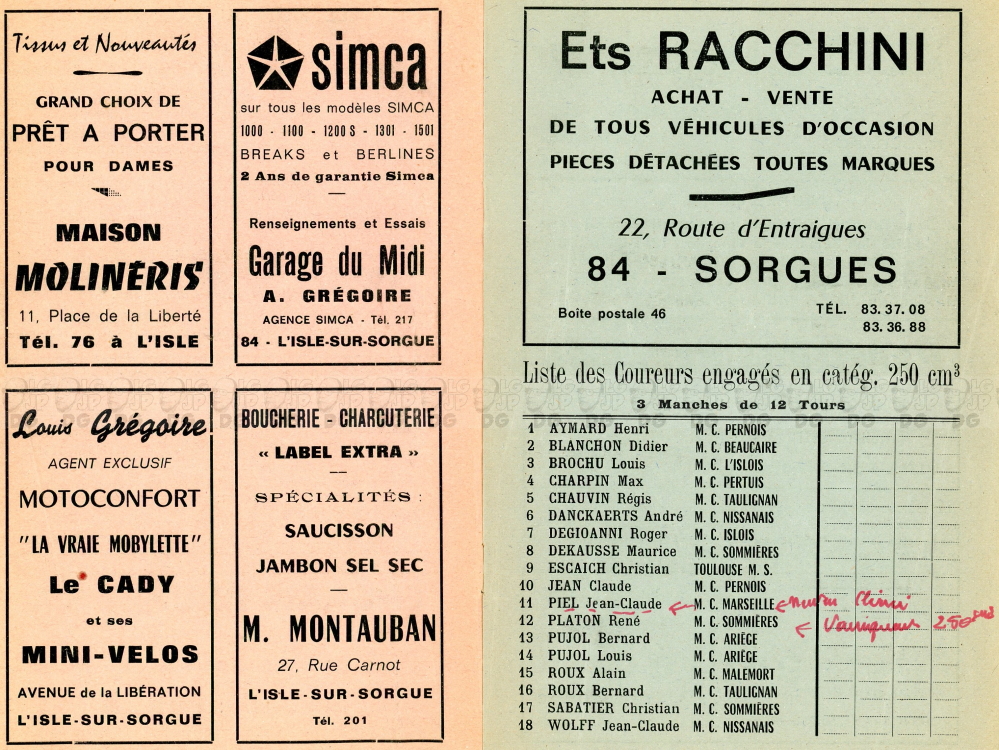 Tissus et Nouveautés
GRAND CHOIX DE
PRÊT A PORTER
POUR DAMES
MAISON
MOLINÉRIS
11, Place de la Liberté
Tél. 76 à L'ISLE
simca
sur tous les modèles SIMCA
1000 - 1100 - 1200 S - 1301 - 1501
BREAKS et BERLINES
2 Ans de garantie Simca
Renseignements et Essais
Garage du Midi
A. GRÉGOIRE
AGENCE SIMCA - Tél. 217
84 - L'ISLE-SUR-SORGUE
Louis Grégoire
AGENT EXCLUSIF
MOTOCONFORT
"LA VRAIE MOBYLETTE"
Le CADY
et ses
MINI-VELOS
AVENUE de la LIBÉRATION
L'ISLE-SUR-SORGUE
BOUCHERIE - CHARCUTERIE
« LABEL EXTRA »
SPÉCIALITÉS :
SAUCISSON
JAMBON SEL SEC
M. MONTAUBAN
27, Rue Carnot
L'ISLE-SUR-SORGUE
Tél. 201
Ets RACCHINI
ACHAT - VENTE
DE TOUS VÉHICULES D'OCCASION
PIECES DÉTACHÉES TOUTES MARQUES
22, Route d'Entraigues
84 - SORGUES
Boite postale 46
TÉL. 83.37.08
83.36.88
Liste des Coureurs engagés en catég. 250 cm³
3 Manches de 12 Tours
1 AYMARD Henri M. C. PERNOIS
2 BLANCHON Didier M. C. BEAUCAIRE
3 BROCHU Louis M. C. L'ISLOIS
4 CHARPIN Max M. C. PERTUIS
5 CHAUVIN Régis M. C. TAULIGNAN
6 DANCKAERTS André M. C. NISSANAIS
7 DEGIOANNI Roger M. C. ISLOIS
8 DEKAUSSE Maurice M. C. SOMMIÈRES
9 ESCAICH Christian TOULOUSE M. S.
10 JEAN Claude M. C. PERNOIS
11 PIEL Jean-Claude M. C. MARSEILLE
12 PLATON René M. C. SOMMIÈRES
250
13 PUJOL Bernard M. C. ARIÈGE
14 PUJOL Louis M. C. ARIÈGE
15 ROUX Alain M. C. MALEMORT
16 ROUX Bernard M. C. TAULIGNAN
17 SABATIER Christian M. C. SOMMIÈRES
18 WOLFF Jean-Claude M. C. NISSANAIS